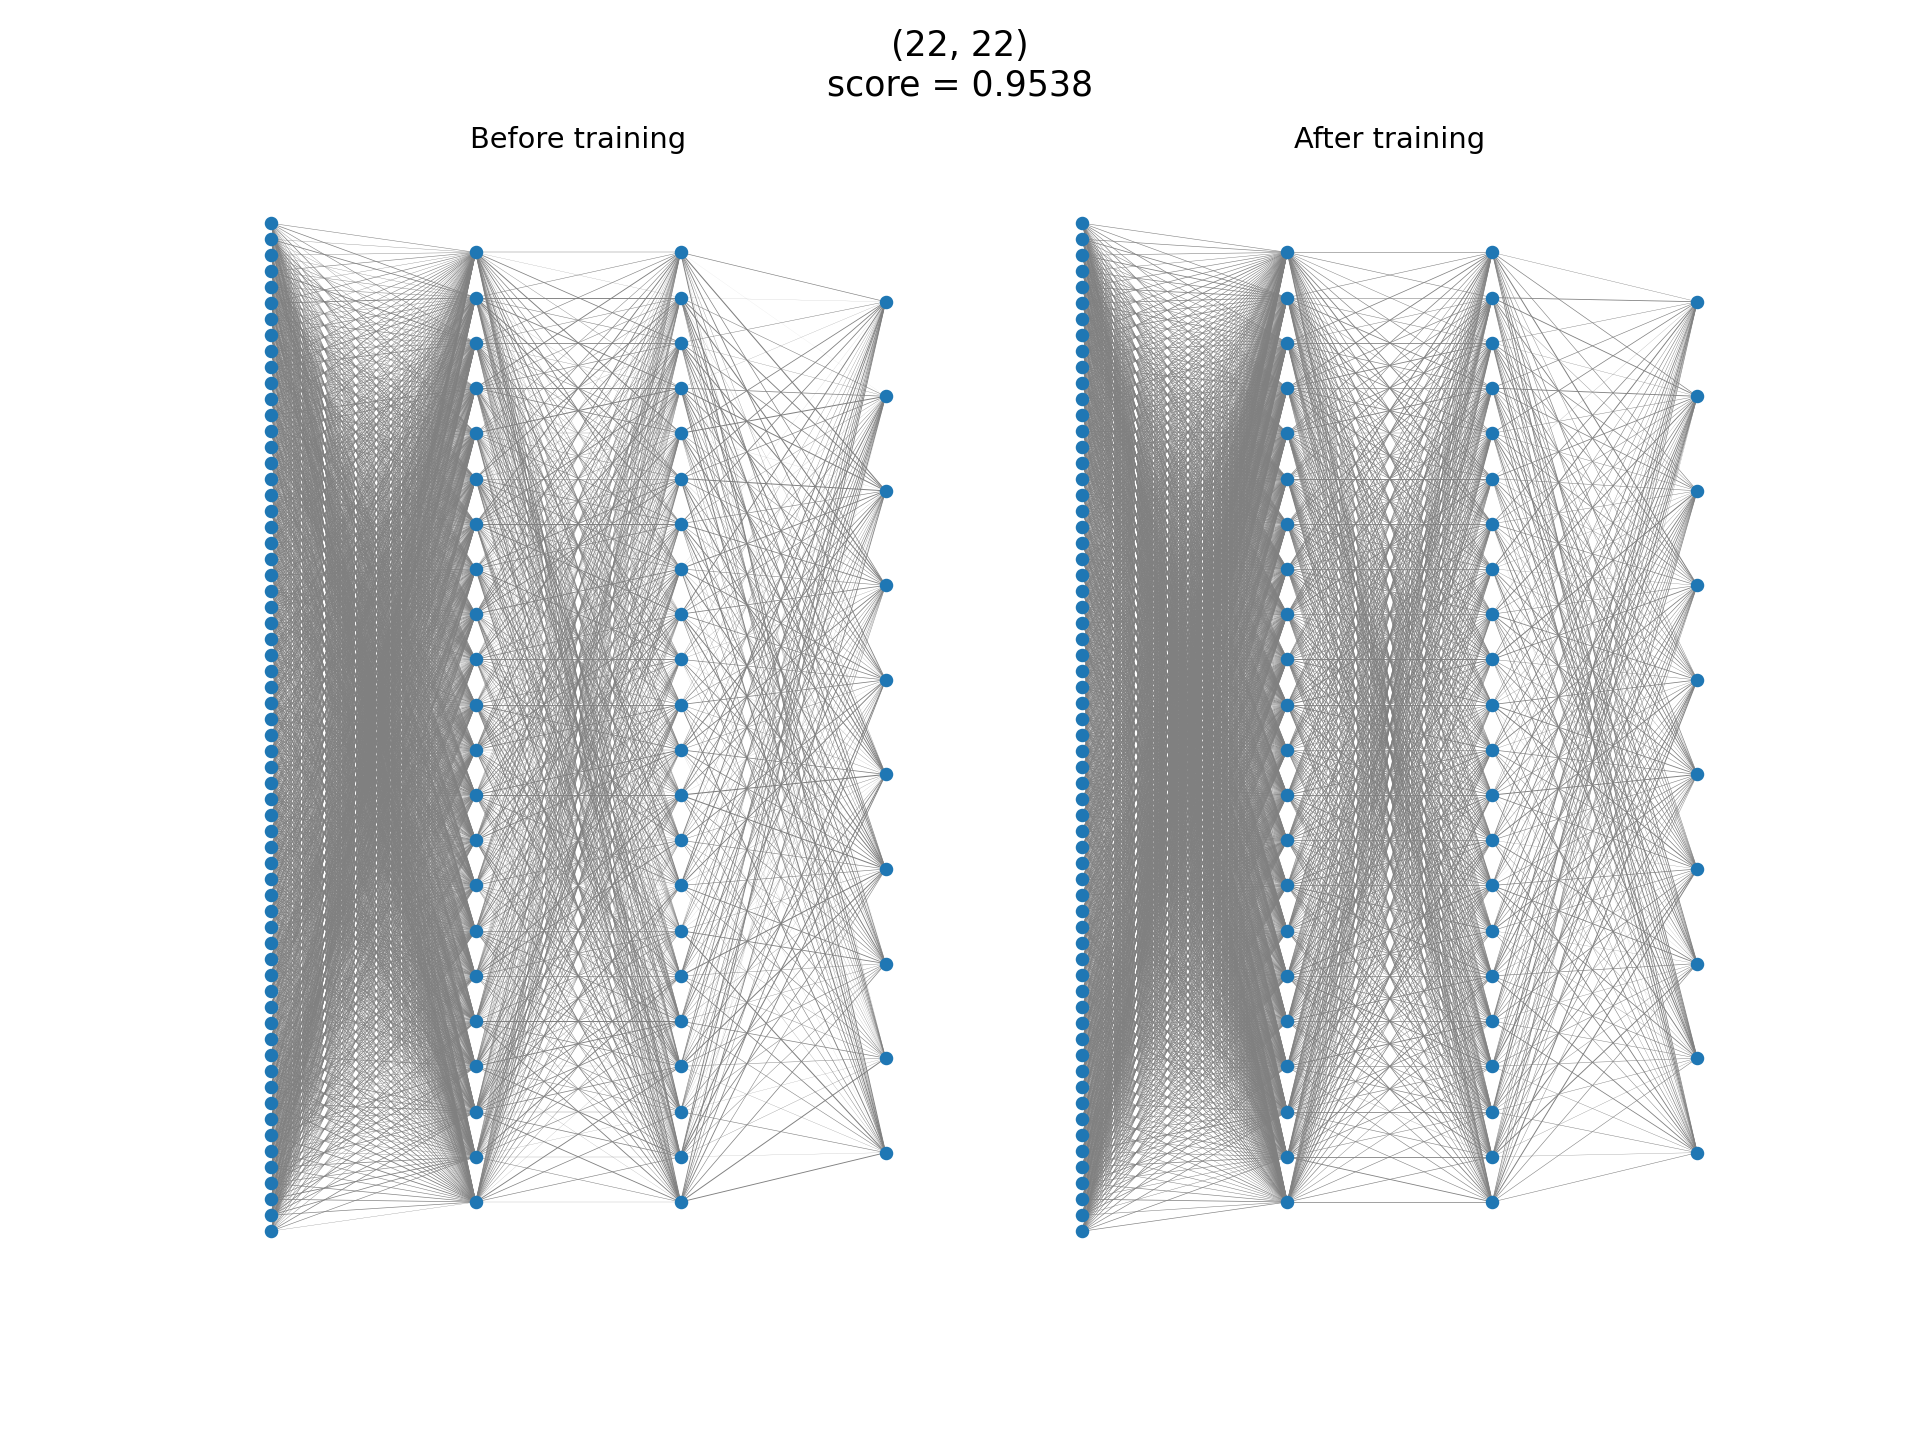 (22, 22)
score = 0.9538
Before training
After training